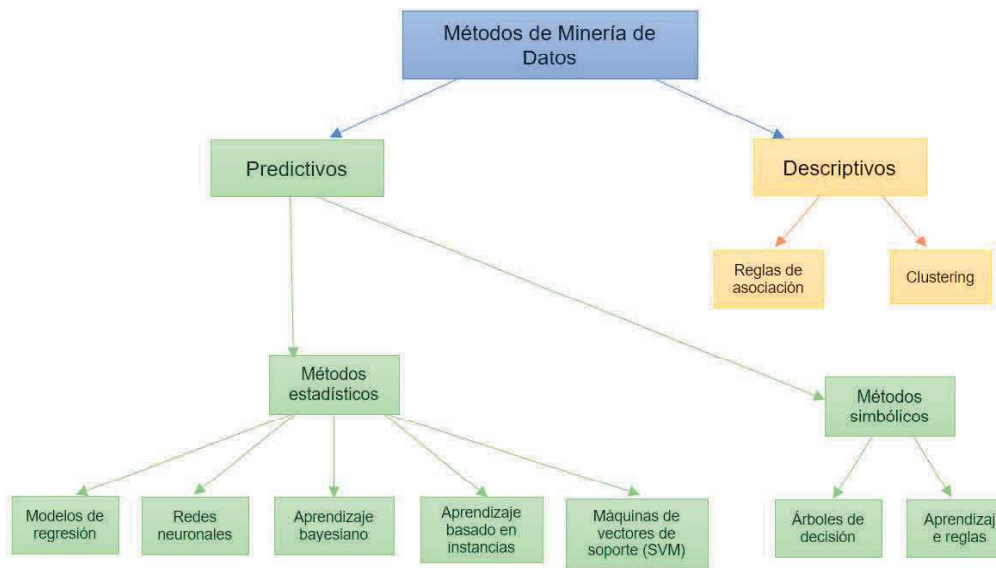 Métodos de Minería de
Datos
Predictivos
Descriptivos
Reglas de
asociación
Clustering
Métodos
estadísticos
Métodos
simbólicos
Modelos de
regresión
Redes
neuronales
Aprendizaje
bayesiano
Aprendizaje
basado en
instancias
Máquinas de
vectores de
soporte (SVM)
Árboles de
decisión
Aprendizaj
e reglas